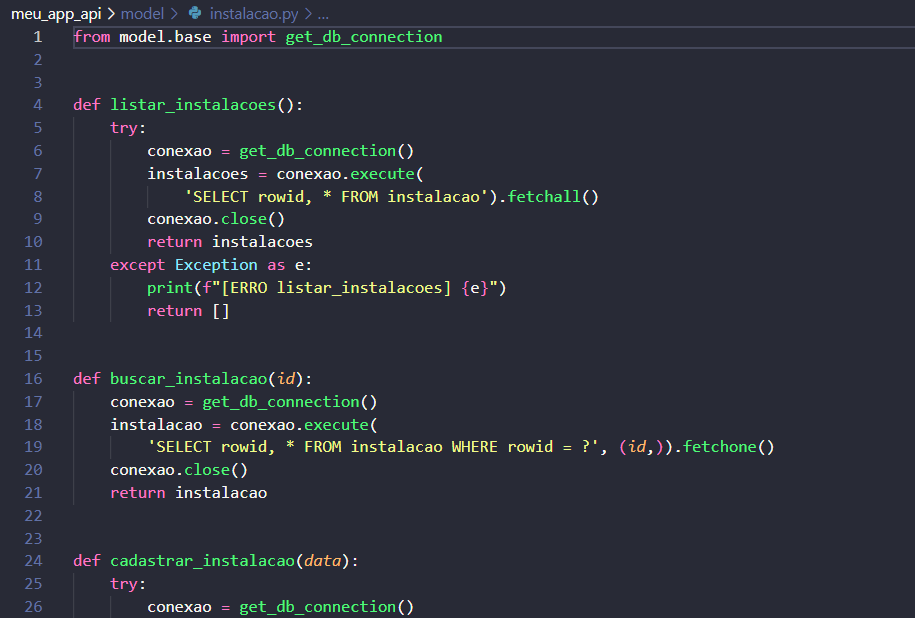 meu_app_api > model > instalacao.py > ...
1 from model.base import get_db_connection
2
3
4 def listar_instalacoes():
5     try:
6         conexao = get_db_connection()
7         instalacoes = conexao.execute(
8             'SELECT rowid, * FROM instalacao').fetchall()
9         conexao.close()
10         return instalacoes
11     except Exception as e:
12         print(f"[ERRO listar_instalacoes] {e}")
13         return []
14
15
16 def buscar_instalacao(id):
17     conexao = get_db_connection()
18     instalacao = conexao.execute(
19         'SELECT rowid, * FROM instalacao WHERE rowid = ?', (id,)).fetchone()
20     conexao.close()
21     return instalacao
22
23
24 def cadastrar_instalacao(data):
25     try:
26         conexao = get_db_connection()